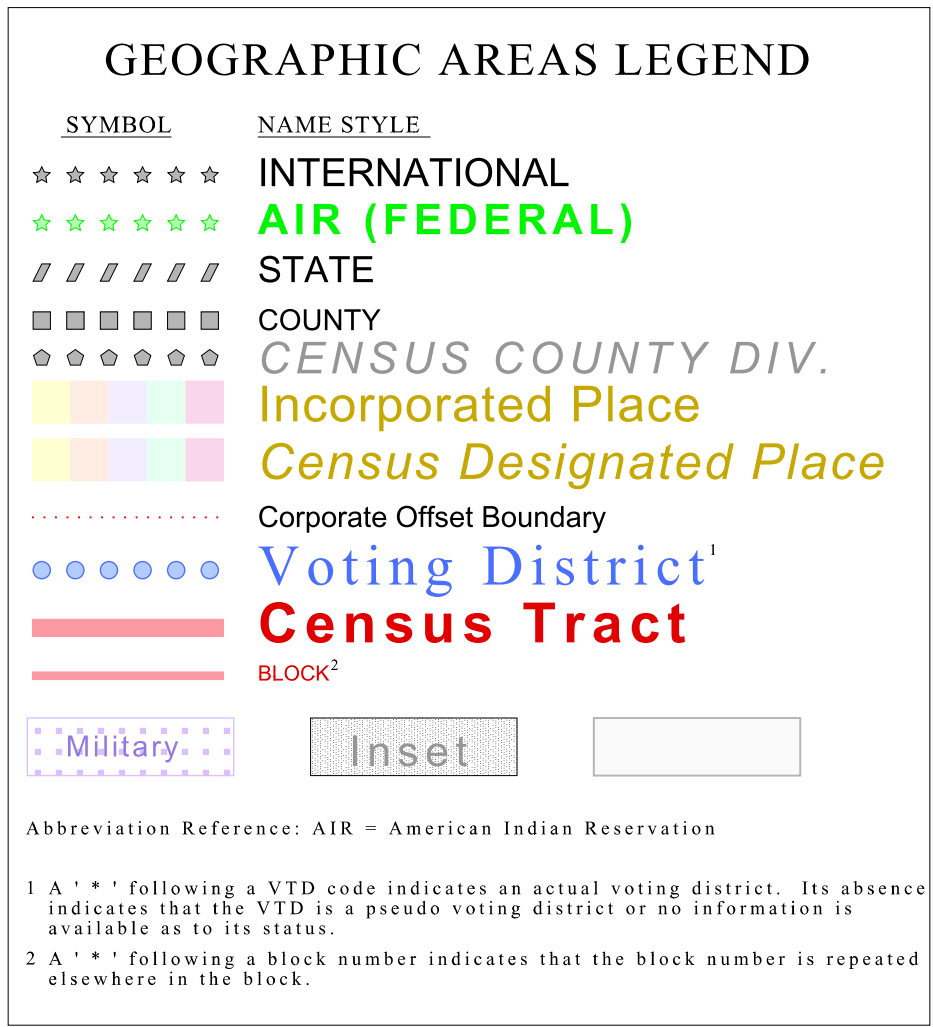 GEOGRAPHIC AREAS LEGEND
SYMBOL NAME STYLE
INTERNATIONAL
AIR (FEDERAL)
STATE
COUNTY
CENSUS COUNTY DIV.
Incorporated Place
Census Designated Place
Corporate Offset Boundary
Voting District1
Census Tract
BLOCK2
Military Inset
Abbreviation Reference: AIR = American Indian Reservation
1 A ' * ' following a VTD code indicates an actual voting district. Its absence
indicates that the VTD is a pseudo voting district or no information is
available as to its status.
2 A ' * ' following a block number indicates that the block number is repeated
elsewhere in the block.